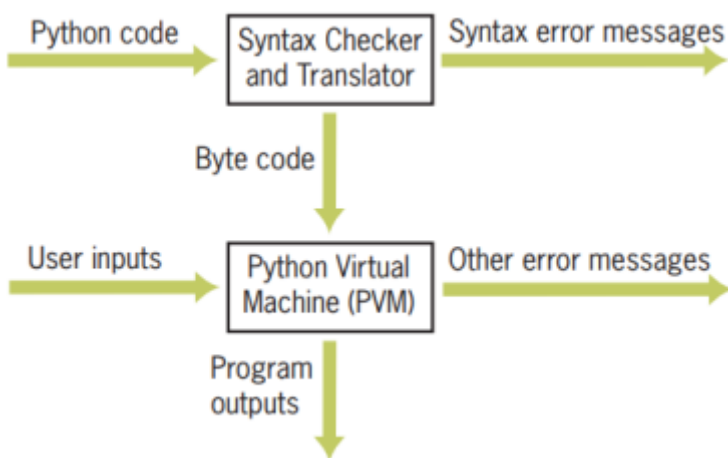 Python code
Syntax Checker
and Translator
Syntax error messages
Byte code
User inputs
Python Virtual
Machine (PVM)
Other error messages
Program
outputs